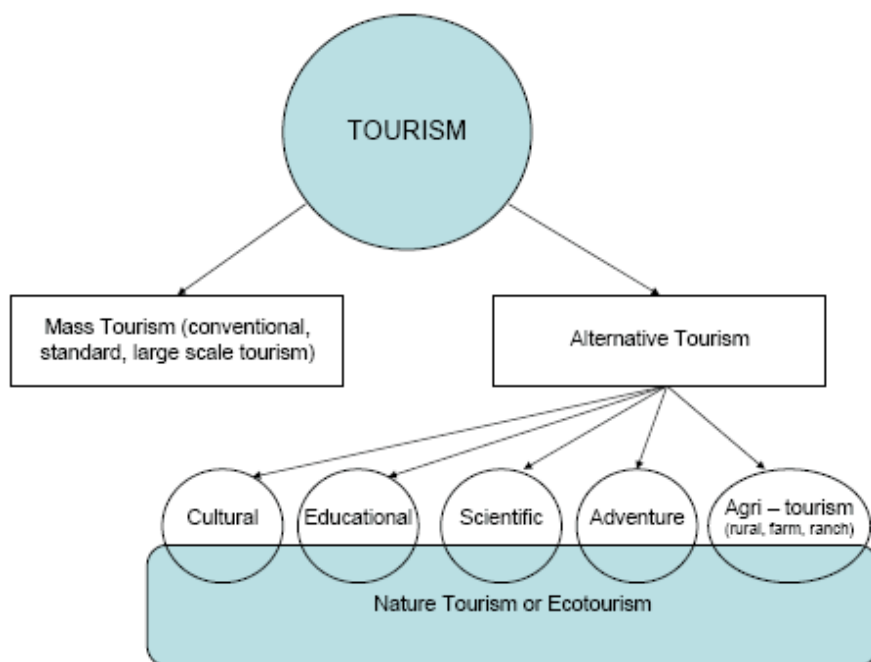 TOURISM
Mass Tourism (conventional,
standard, large scale tourism)
Alternative Tourism
Cultural
Educational
Scientific
Adventure
Agri – tourism
(rural, farm, ranch)
Nature Tourism or Ecotourism